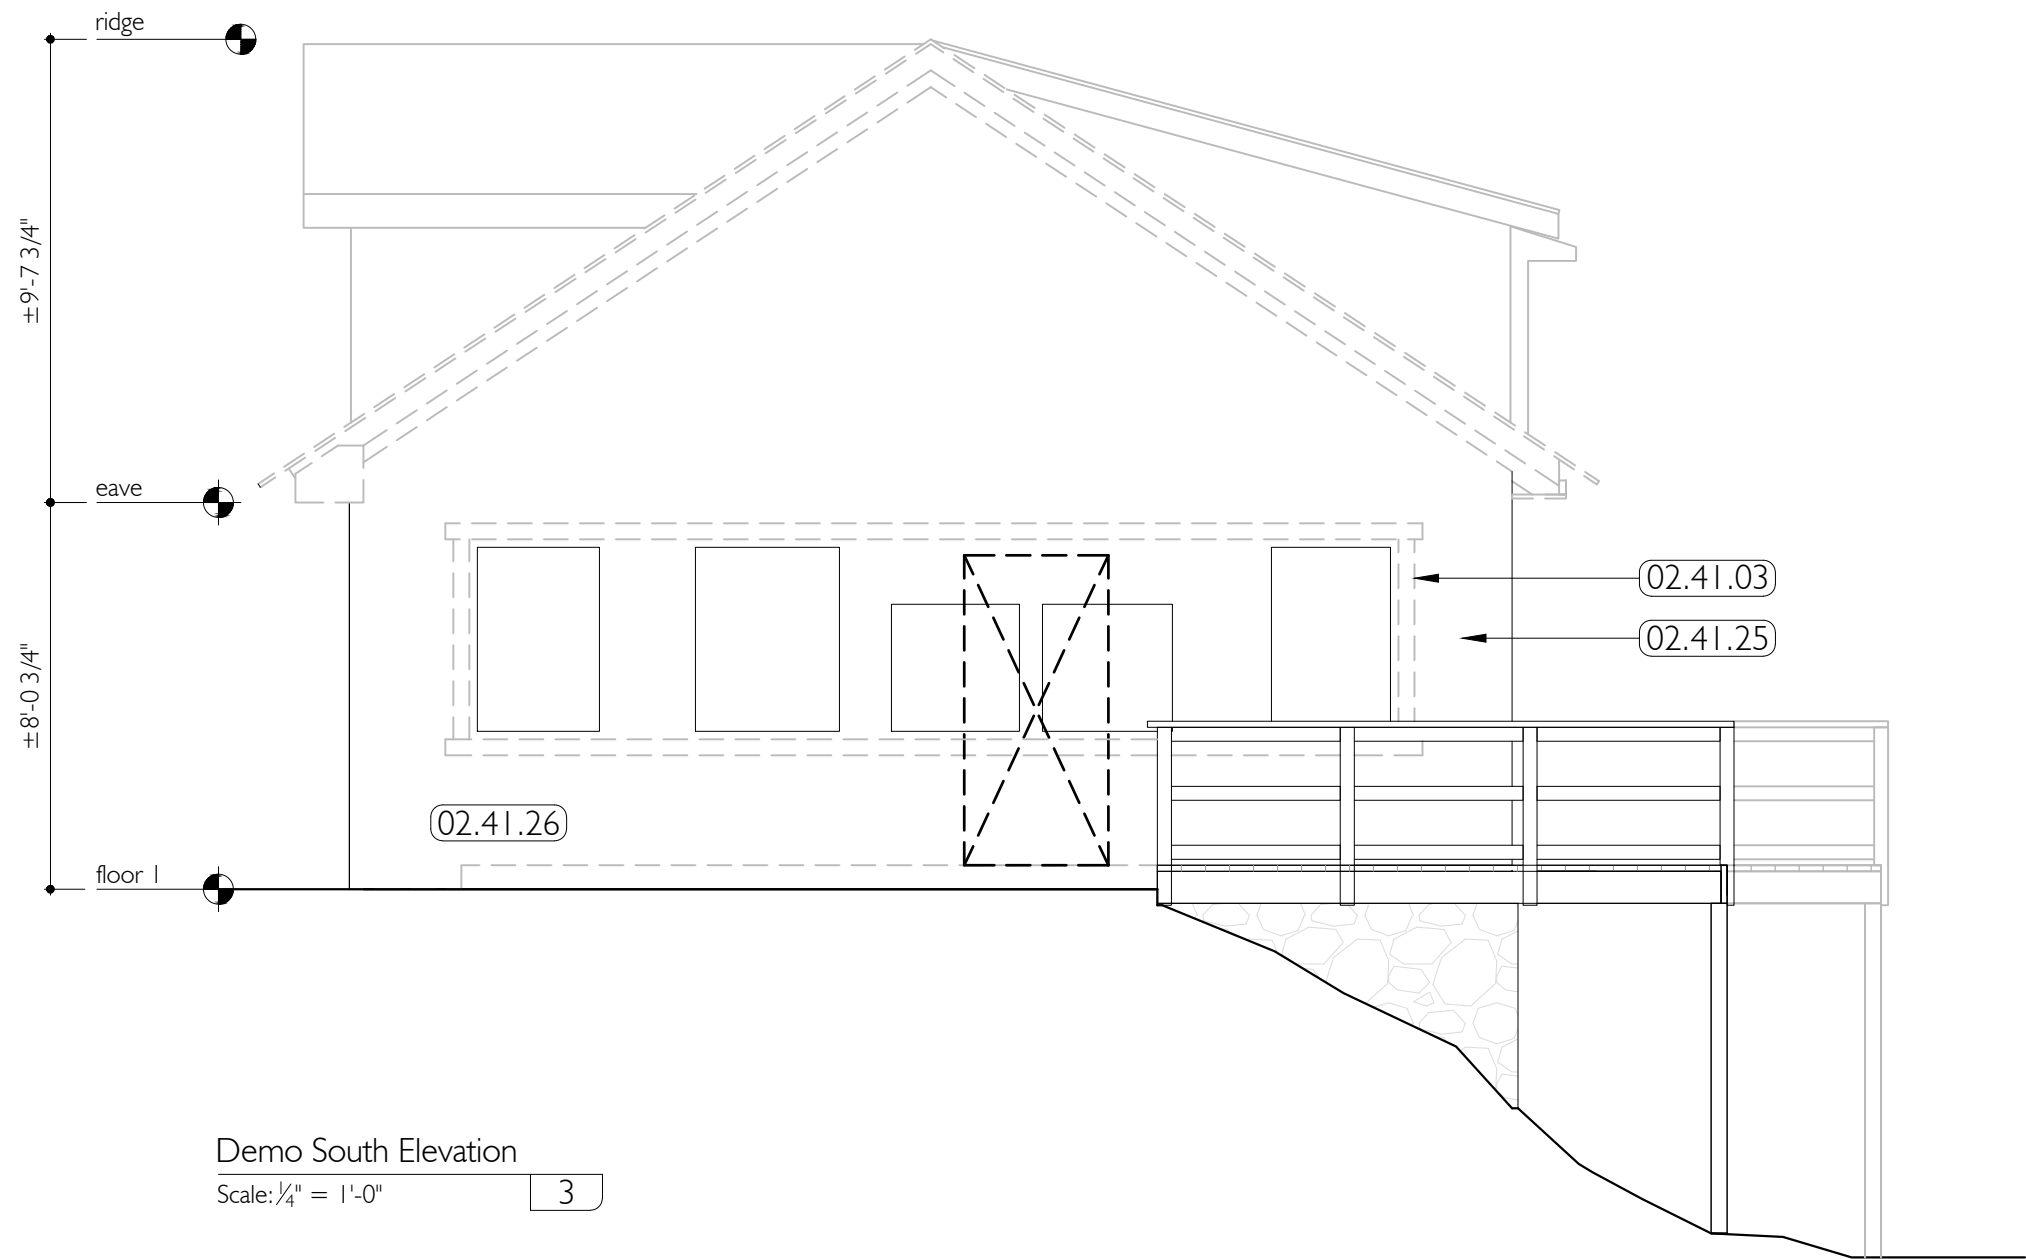 ridge
±9'-7 3/4"
eave
02.41.03
02.41.25
±8'-0 3/4"
02.41.26
floor 1
Demo South Elevation
Scale: 1/4" = 1'-0"
3